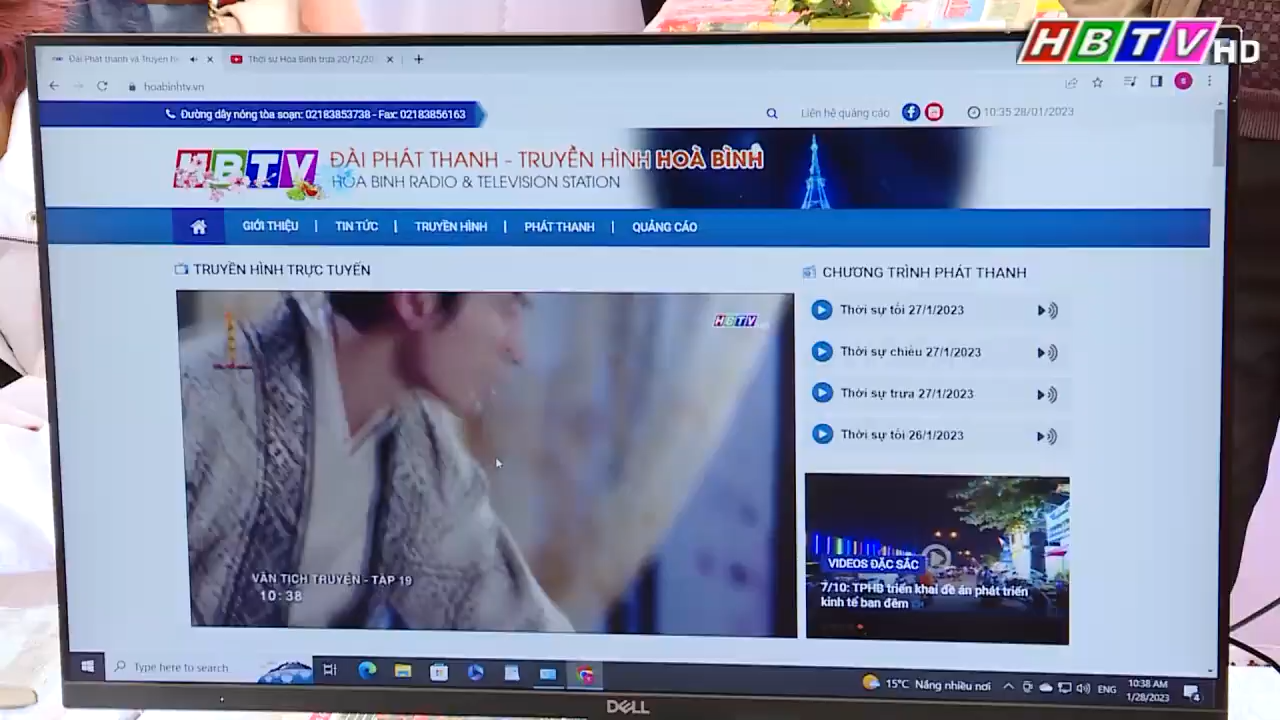 HBTV HD
Đài Phát thanh và Truyền h
Thời sự Hòa Bình trưa 20/12/20
hoabinhtv.vn
Đường dây nóng tòa soạn: 02183853738 - Fax: 02183856163
Liên hệ quảng cáo
10:35 28/01/2023
HBTV
ĐÀI PHÁT THANH - TRUYỀN HÌNH HOÀ BÌNH
HOA BINH RADIO & TELEVISION STATION
GIỚI THIỆU | TIN TỨC | TRUYỀN HÌNH | PHÁT THANH | QUẢNG CÁO
TRUYỀN HÌNH TRỰC TUYẾN
CHƯƠNG TRÌNH PHÁT THANH
HBTV
Thời sự tối 27/1/2023
Thời sự chiều 27/1/2023
Thời sự trưa 27/1/2023
Thời sự tối 26/1/2023
VÂN TỊCH TRUYỆN - TẬP 19
10:38
VIDEOS ĐẶC SẮC
7/10: TPHB triển khai đề án phát triển
kinh tế ban đêm
Type here to search
15°C Nắng nhiều nơi
ENG
10:38 AM
1/28/2023
4
DELL